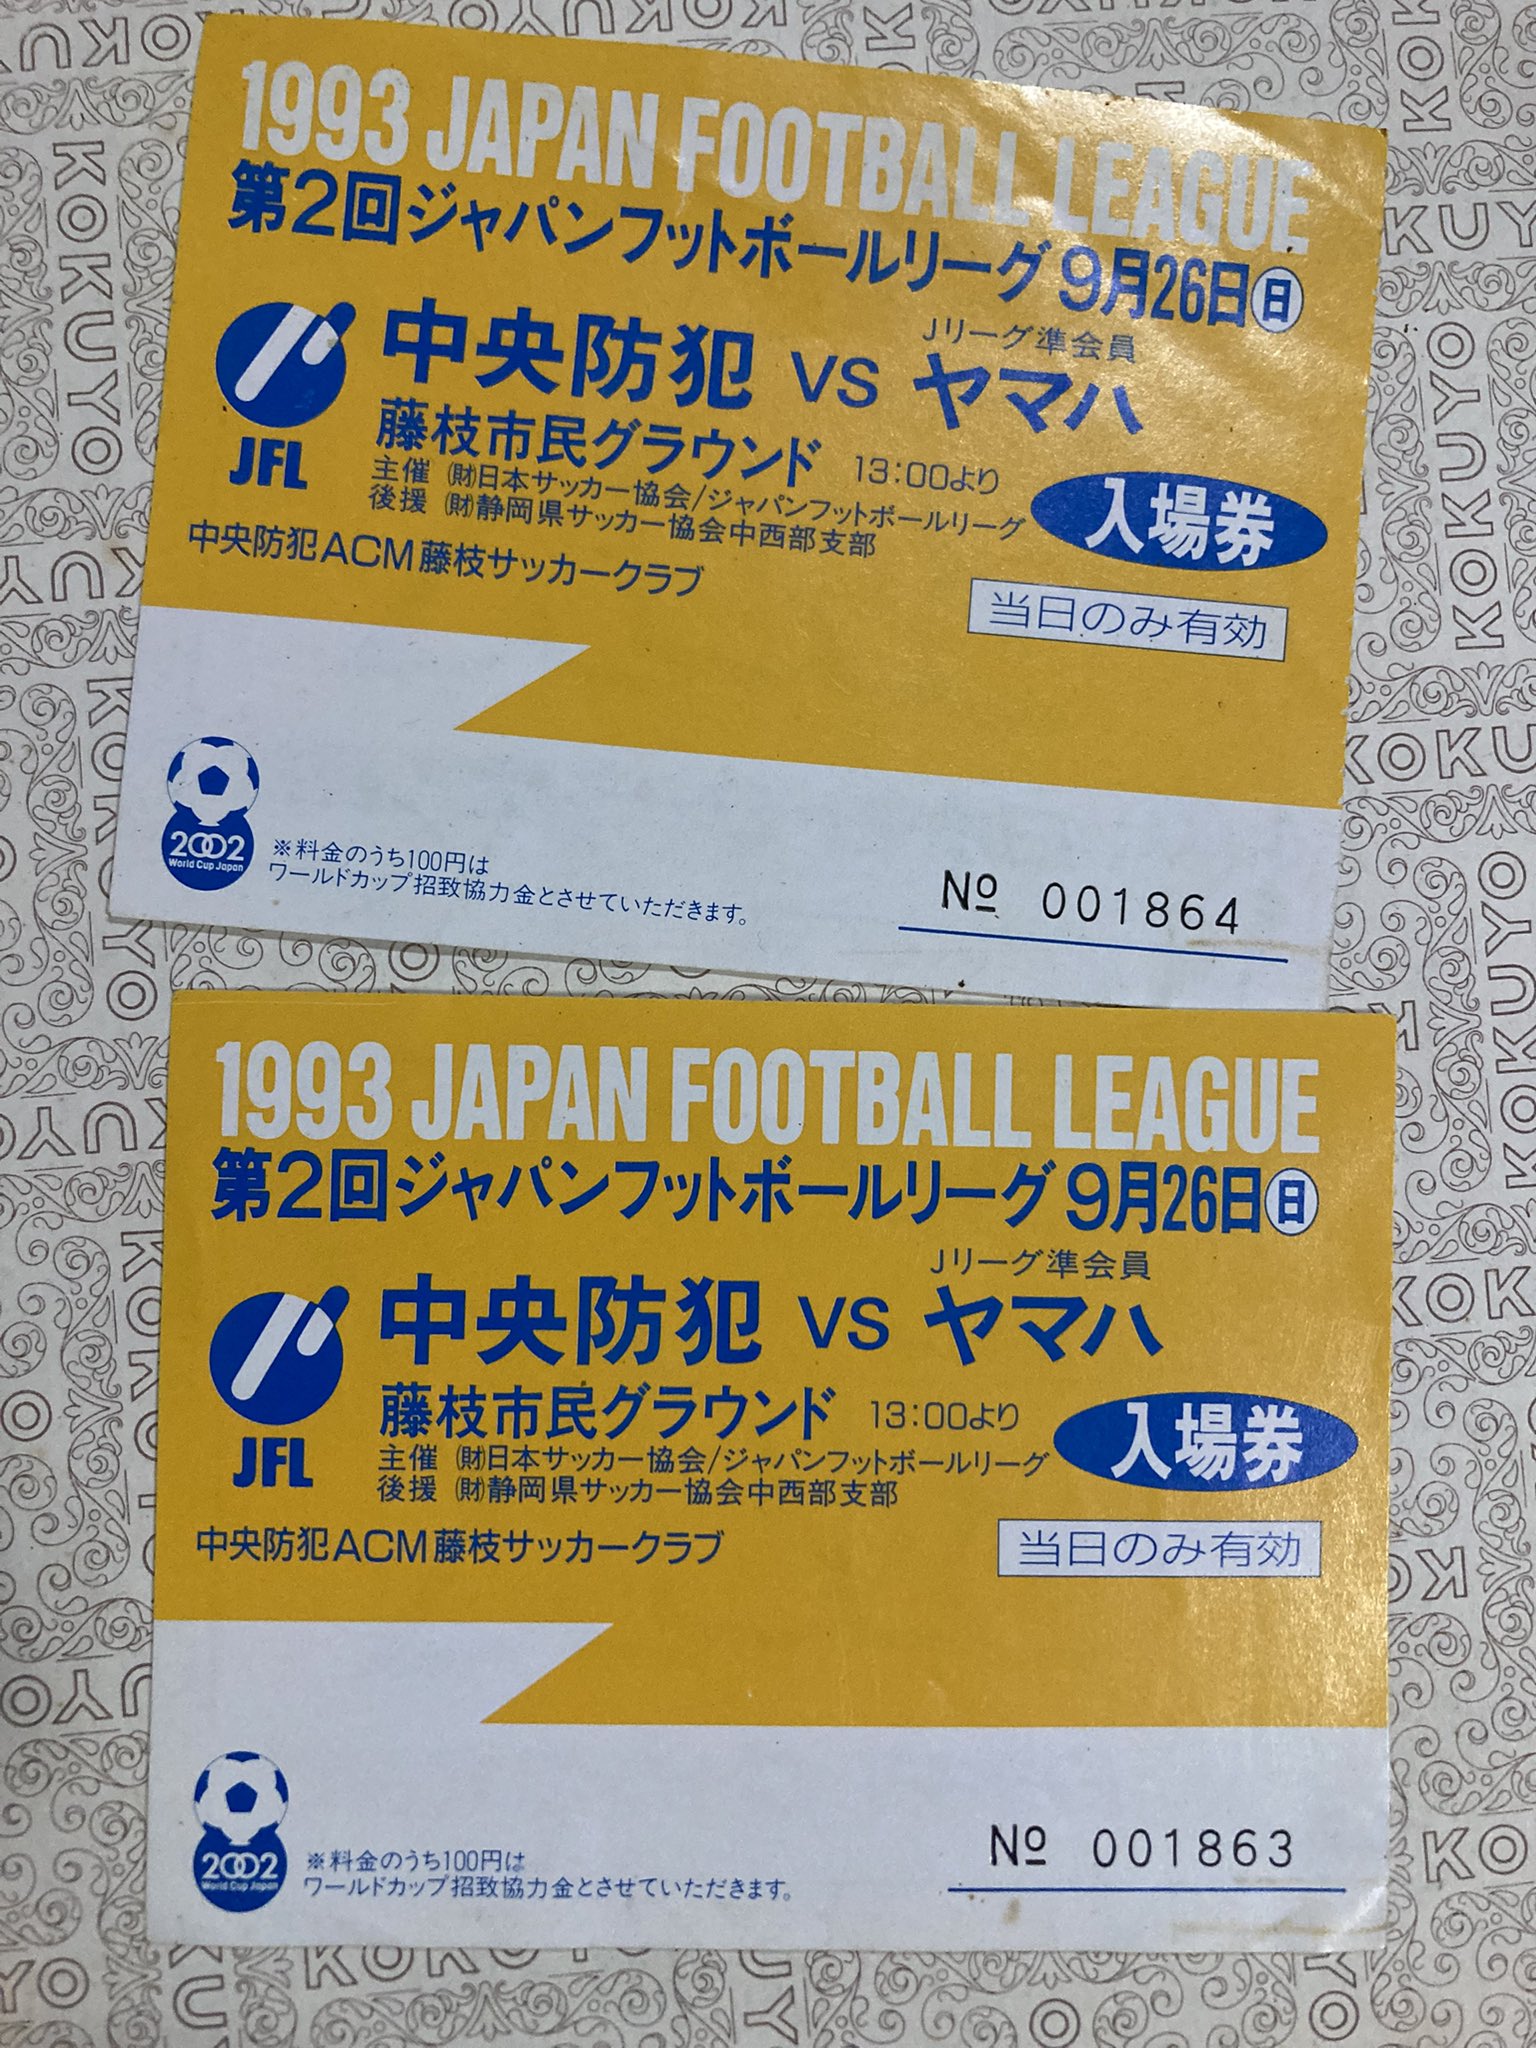 1993 JAPAN FOOTBALL LEAGUE
第2回ジャパンフットボールリーグ 9月26日㊐
Jリーグ準会員
中央防犯 VS ヤマハ
藤枝市民グラウンド 13:00より
JFL
主催 (財)日本サッカー協会/ジャパンフットボールリーグ
後援 (財)静岡県サッカー協会中西部支部
入場券
中央防犯ACM藤枝サッカークラブ
当日のみ有効
2002
World Cup Japan
※料金のうち100円は
ワールドカップ招致協力金とさせていただきます。
№ 001864
1993 JAPAN FOOTBALL LEAGUE
第2回ジャパンフットボールリーグ 9月26日㊐
Jリーグ準会員
中央防犯 VS ヤマハ
藤枝市民グラウンド 13:00より
JFL
主催 (財)日本サッカー協会/ジャパンフットボールリーグ
後援 (財)静岡県サッカー協会中西部支部
入場券
中央防犯ACM藤枝サッカークラブ
当日のみ有効
2002
World Cup Japan
※料金のうち100円は
ワールドカップ招致協力金とさせていただきます。
№ 001863
KOKUYO